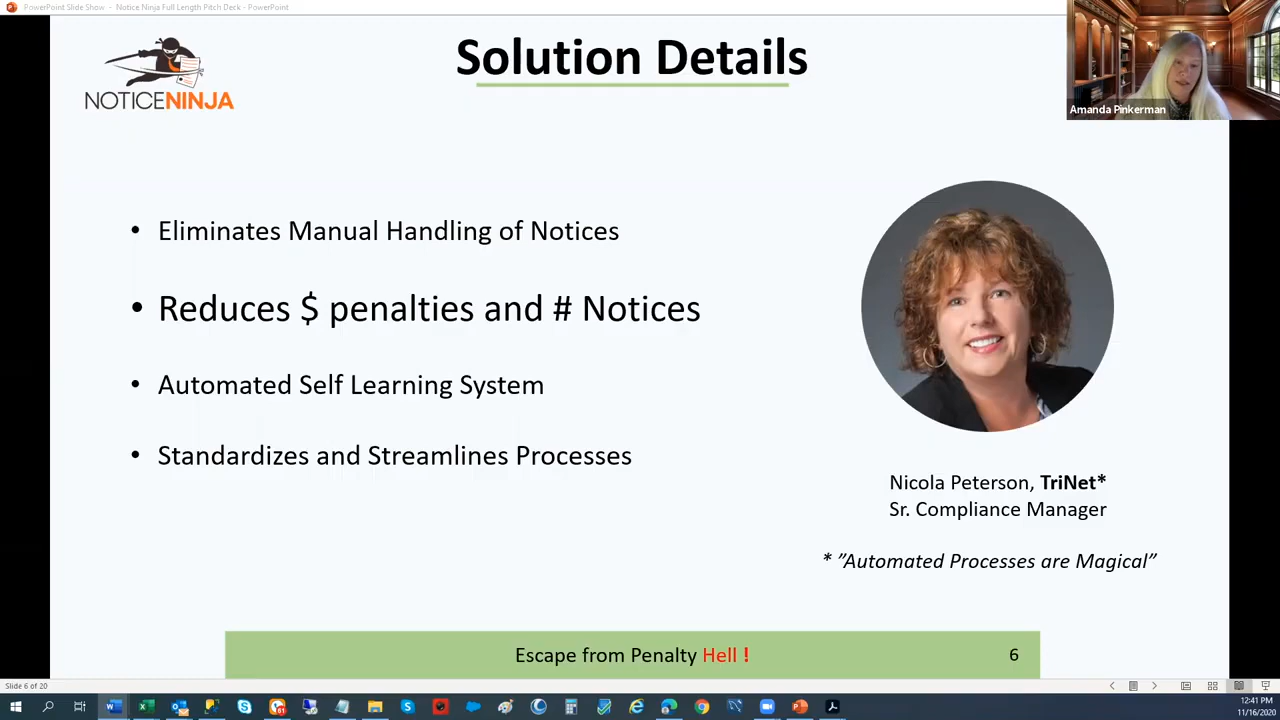 PowerPoint Slide Show - Notice Ninja Full Length Pitch Deck - PowerPoint
NOTICENINJA
Solution Details
Amanda Pinkerman
• Eliminates Manual Handling of Notices
• Reduces $ penalties and # Notices
• Automated Self Learning System
• Standardizes and Streamlines Processes
Nicola Peterson, TriNet*
Sr. Compliance Manager
* ”Automated Processes are Magical”
Escape from Penalty Hell !
6
Slide 6 of 20
61
12:41 PM
11/16/2020